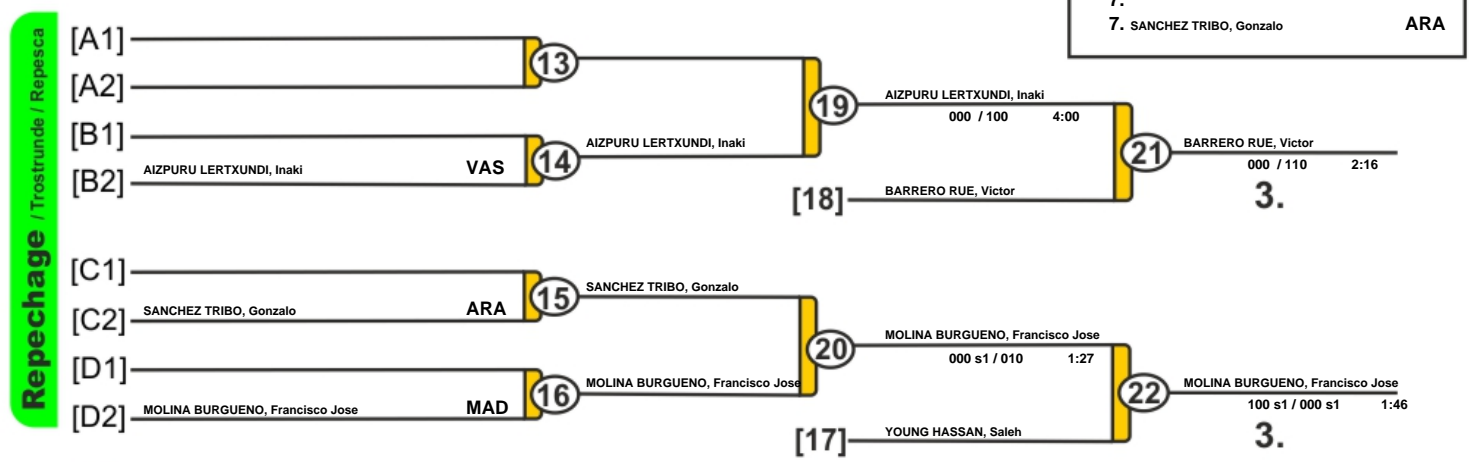 7.
7. SANCHEZ TRIBO, Gonzalo ARA
Repechage / Trostrunde / Repesca
[A1]
13
[A2]
19
AIZPURU LERTXUNDI, Inaki
000 / 100 4:00
[B1]
14
AIZPURU LERTXUNDI, Inaki
21
BARRERO RUE, Victor
000 / 110 2:16
[B2] AIZPURU LERTXUNDI, Inaki VAS
[18] BARRERO RUE, Victor
3.
[C1]
15
SANCHEZ TRIBO, Gonzalo
[C2] SANCHEZ TRIBO, Gonzalo ARA
20
MOLINA BURGUENO, Francisco Jose
000 s1 / 010 1:27
[D1]
16
MOLINA BURGUENO, Francisco Jose
22
MOLINA BURGUENO, Francisco Jose
100 s1 / 000 s1 1:46
[D2] MOLINA BURGUENO, Francisco Jose MAD
[17] YOUNG HASSAN, Saleh
3.